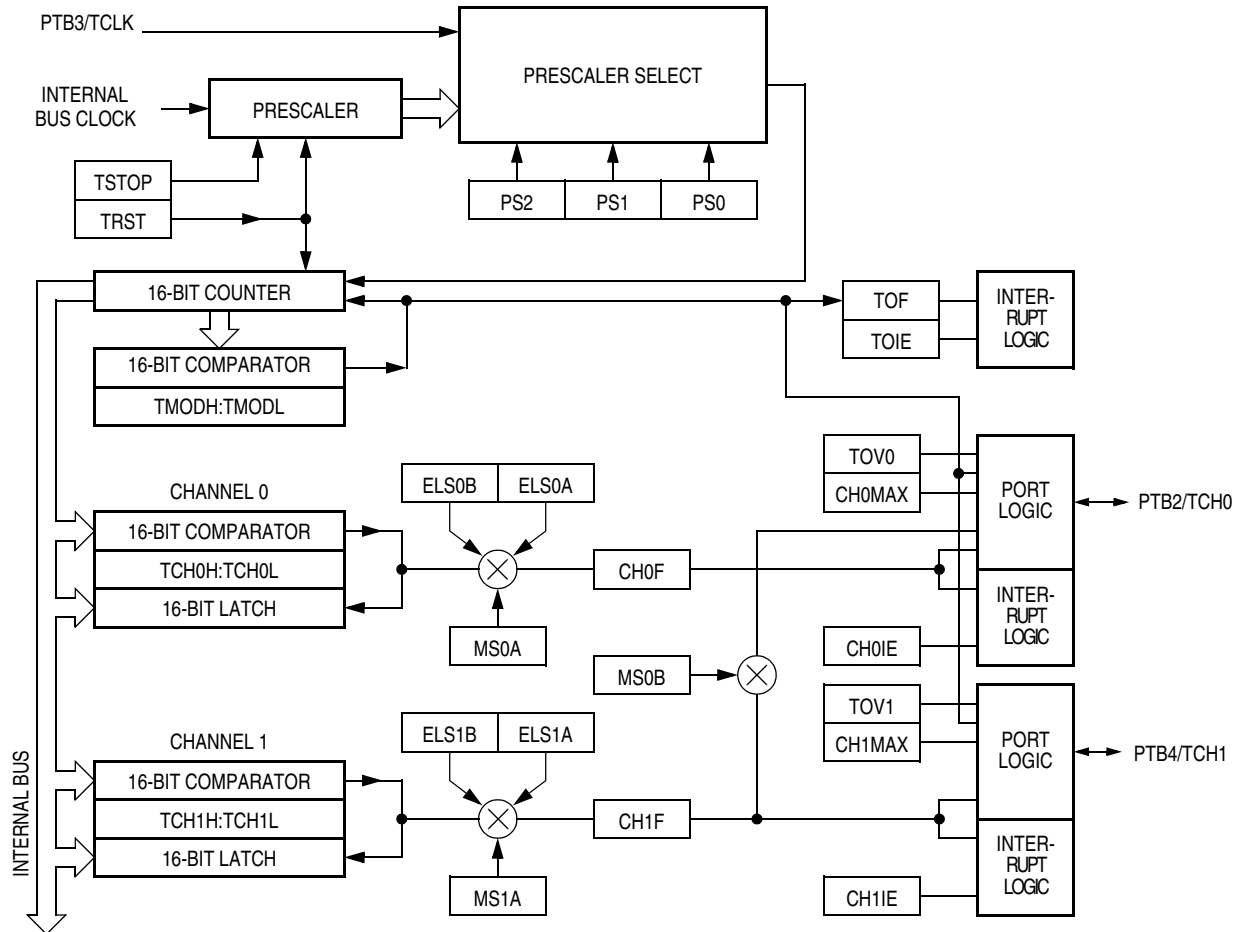 PTB3/TCLK
PRESCALER SELECT
INTERNAL
BUS CLOCK
PRESCALER
TSTOP
TRST
PS2
PS1
PS0
16-BIT COUNTER
16-BIT COMPARATOR
TMODH:TMODL
TOF
TOIE
INTER-
RUPT
LOGIC
CHANNEL 0
16-BIT COMPARATOR
TCH0H:TCH0L
16-BIT LATCH
ELS0B
ELS0A
MS0A
CH0F
TOV0
CH0MAX
PORT
LOGIC
PTB2/TCH0
INTER-
RUPT
LOGIC
CH0IE
MS0B
CHANNEL 1
16-BIT COMPARATOR
TCH1H:TCH1L
16-BIT LATCH
ELS1B
ELS1A
MS1A
CH1F
TOV1
CH1MAX
PORT
LOGIC
PTB4/TCH1
INTER-
RUPT
LOGIC
CH1IE
INTERNAL BUS